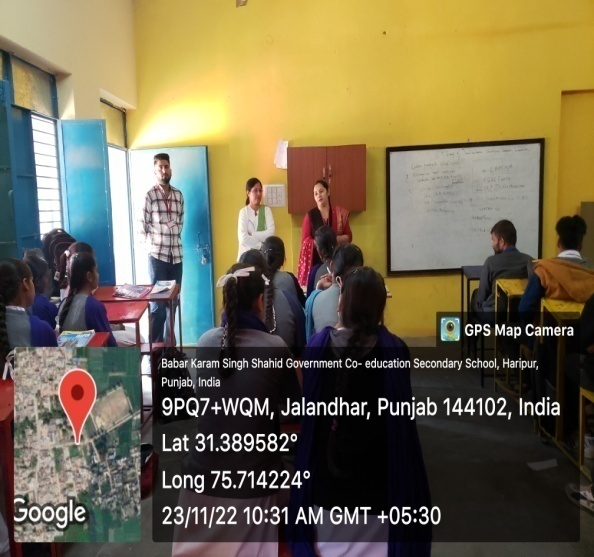 GPS Map Camera
Babar Karam Singh Shahid Government Co- education Secondary School, Haripur,
Punjab, India
9PQ7+WQM, Jalandhar, Punjab 144102, India
Lat 31.389582°
Long 75.714224°
23/11/22 10:31 AM GMT +05:30
Google